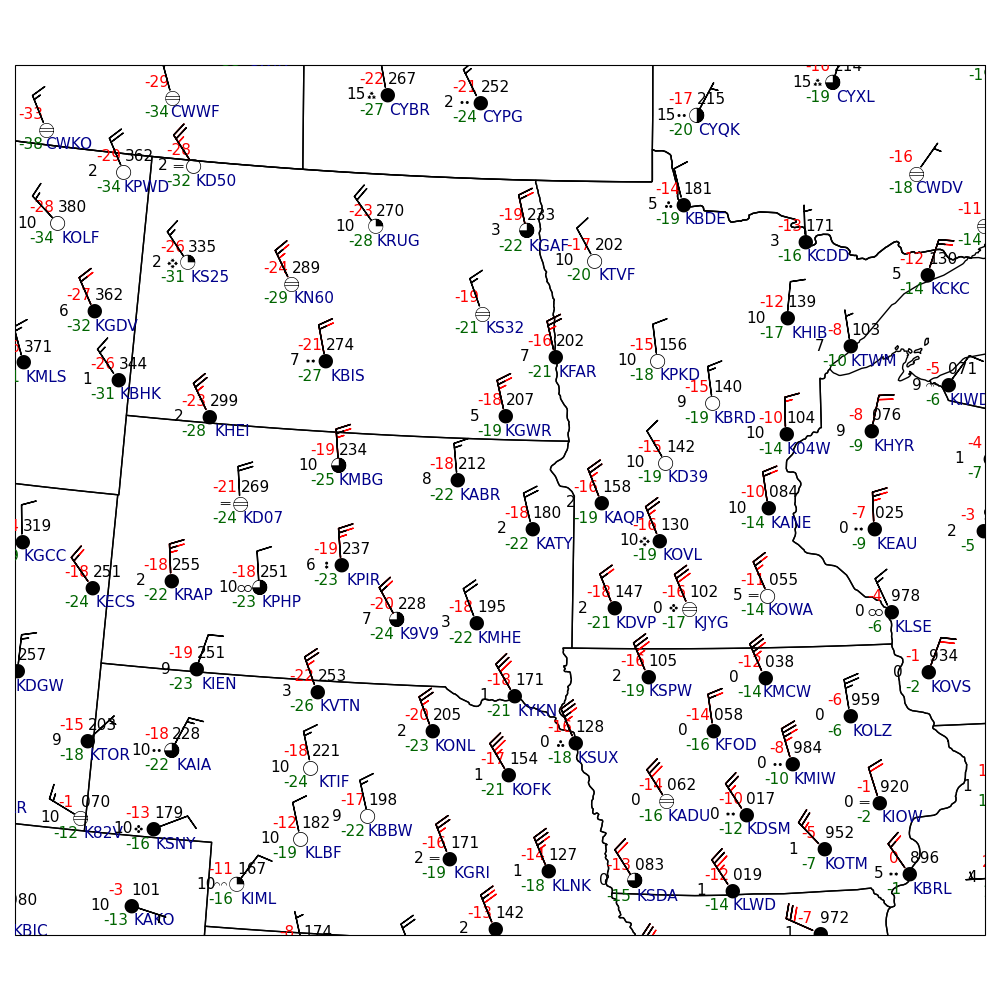 -22 267
15 -27 CYBR
-21 252
2 -24 CYPG
-29
-34 CWWF
-33
-38 CWKO
-17 215
15 -20 CYQK
15 -19 CYXL
-16
-18 CWDV
-29 362
2 -34 KPWD
-28
2 -32 KD50
-28 380
10 -34 KOLF
-23 270
10 -28 KRUG
-19 233
3 -22 KGAF
-17 202
10 -20 KTVF
-14 181
5 -19 KBDE
-13 171
3 -16 KCDD
-11
-14
-26 335
2 -31 KS25
-24 289
-29 KN60
-12 130
5 -14 KCKC
-27 362
6 -32 KGDV
-19
-21 KS32
-12 139
10 -17 KHIB
-8 103
7 -10 KTWM
371
KMLS
-26 344
1 -31 KBHK
-21 274
7 -27 KBIS
-16 202
7 -21 KFAR
-15 156
10 -18 KPKD
-5 071
9 -6 KIWD
-15 140
9 -19 KBRD
-23 299
2 -28 KHEI
-18 207
5 -19 KGWR
-10 104
10 -14 K04W
-8 076
9 -9 KHYR
-19 234
10 -25 KMBG
-18 212
8 -22 KABR
-15 142
10 -19 KD39
-4
1 -7
-21 269
-24 KD07
-16 158
2 -19 KAQP
-10 084
10 -14 KANE
-18 180
2 -22 KATY
-16 130
10 -19 KOVL
-7 025
0 -9 KEAU
-3
2 -5
319
KGCC
-18 251
-24 KECS
-18 255
2 -22 KRAP
-18 251
10 -23 KPHP
-19 237
6 -23 KPIR
-20 228
7 -24 K9V9
-18 195
3 -22 KMHE
-18 147
2 -21 KDVP
-16 102
0 -17 KJYG
-11 055
5 -14 KOWA
-4 978
0 -6 KLSE
257
KDGW
-19 251
9 -23 KIEN
-22 253
3 -26 KVTN
-18 171
1 -21 KYKN
-16 105
2 -19 KSPW
-12 038
0 -14 KMCW
-1 934
0 -2 KOVS
-15 203
9 -18 KTOR
-18 228
10 -22 KAIA
-18 221
10 -24 KTIF
-20 205
2 -23 KONL
-16 128
0 -18 KSUX
-14 058
0 -16 KFOD
-6 959
0 -6 KOLZ
-17 154
1 -21 KOFK
-8 984
0 -10 KMIW
-1 070
10 -12 K82V
-13 179
10 -16 KSNY
-12 182
10 -19 KLBF
-17 198
9 -22 KBBW
-14 062
0 -16 KADU
-10 017
0 -12 KDSM
-1 920
0 -2 KIOW
-16 171
2 -19 KGRI
-14 127
1 -18 KLNK
-5 952
1 -7 KOTM
-11 167
10 -16 KIML
-13 083
0 -15 KSDA
-12 019
1 -14 KLWD
0 896
5 -1 KBRL
-3 101
10 -13 KAKO
KBIC
-8 174
-13 142
2
-7 972
1